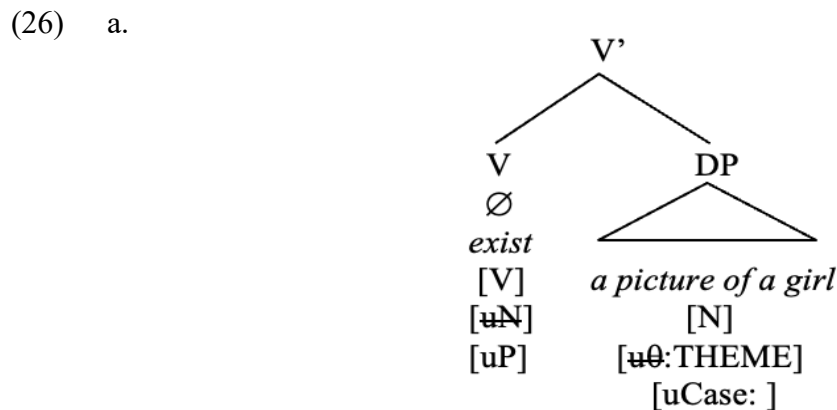 (26) a.
V’
V DP
∅
exist
[V] a picture of a girl
[uN] [N]
[uP] [uθ:THEME]
[uCase: ]